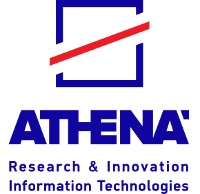 ATHENA
Research & Innovation
Information Technologies